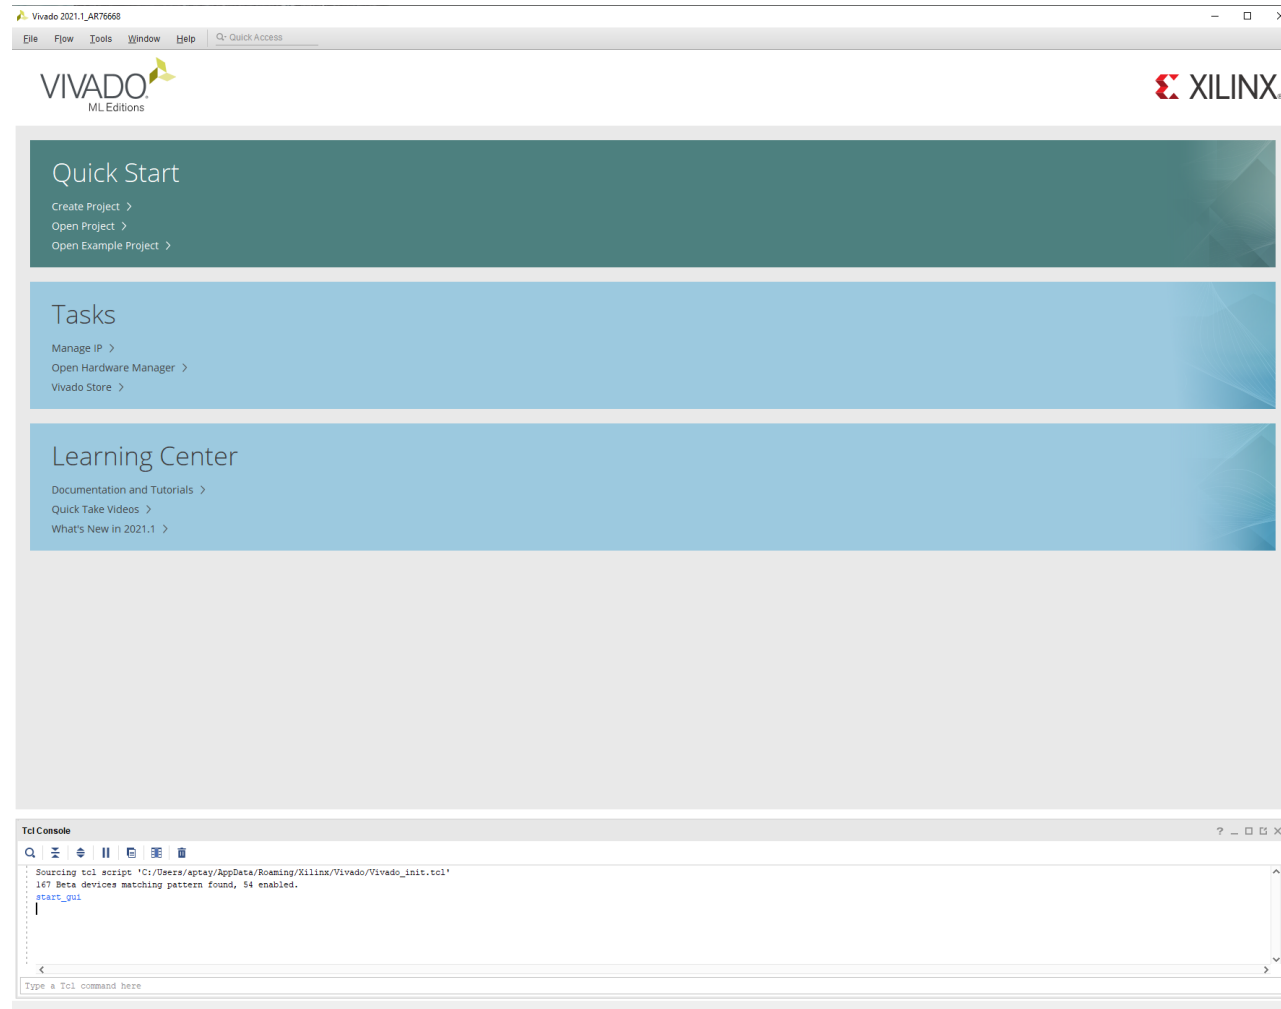 Vivado 2021.1_AR76668
File Flow Tools Window Help Quick Access
VIVADO
ML Editions
XILINX
Quick Start
Create Project >
Open Project >
Open Example Project >
Tasks
Manage IP >
Open Hardware Manager >
Vivado Store >
Learning Center
Documentation and Tutorials >
Quick Take Videos >
What's New in 2021.1 >
Tcl Console
Sourcing tcl script 'C:/Users/aptay/AppData/Roaming/Xilinx/Vivado/Vivado_init.tcl'
167 Beta devices matching pattern found, 54 enabled.
start_gui
Type a Tcl command here